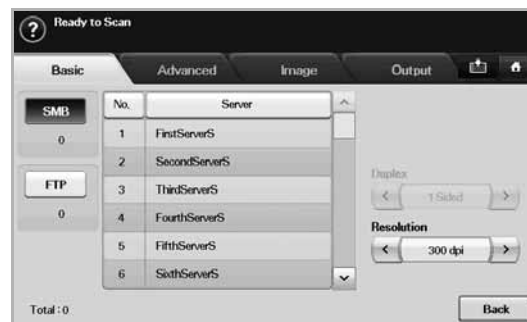 Ready to Scan
Basic
Advanced
Image
Output
SMB
0
FTP
0
No. Server
1 FirstServerS
2 SecondServerS
3 ThirdServerS
4 FourthServerS
5 FifthServerS
6 SixthServerS
Duplex
1 Sided
Resolution
300 dpi
Total : 0
Back